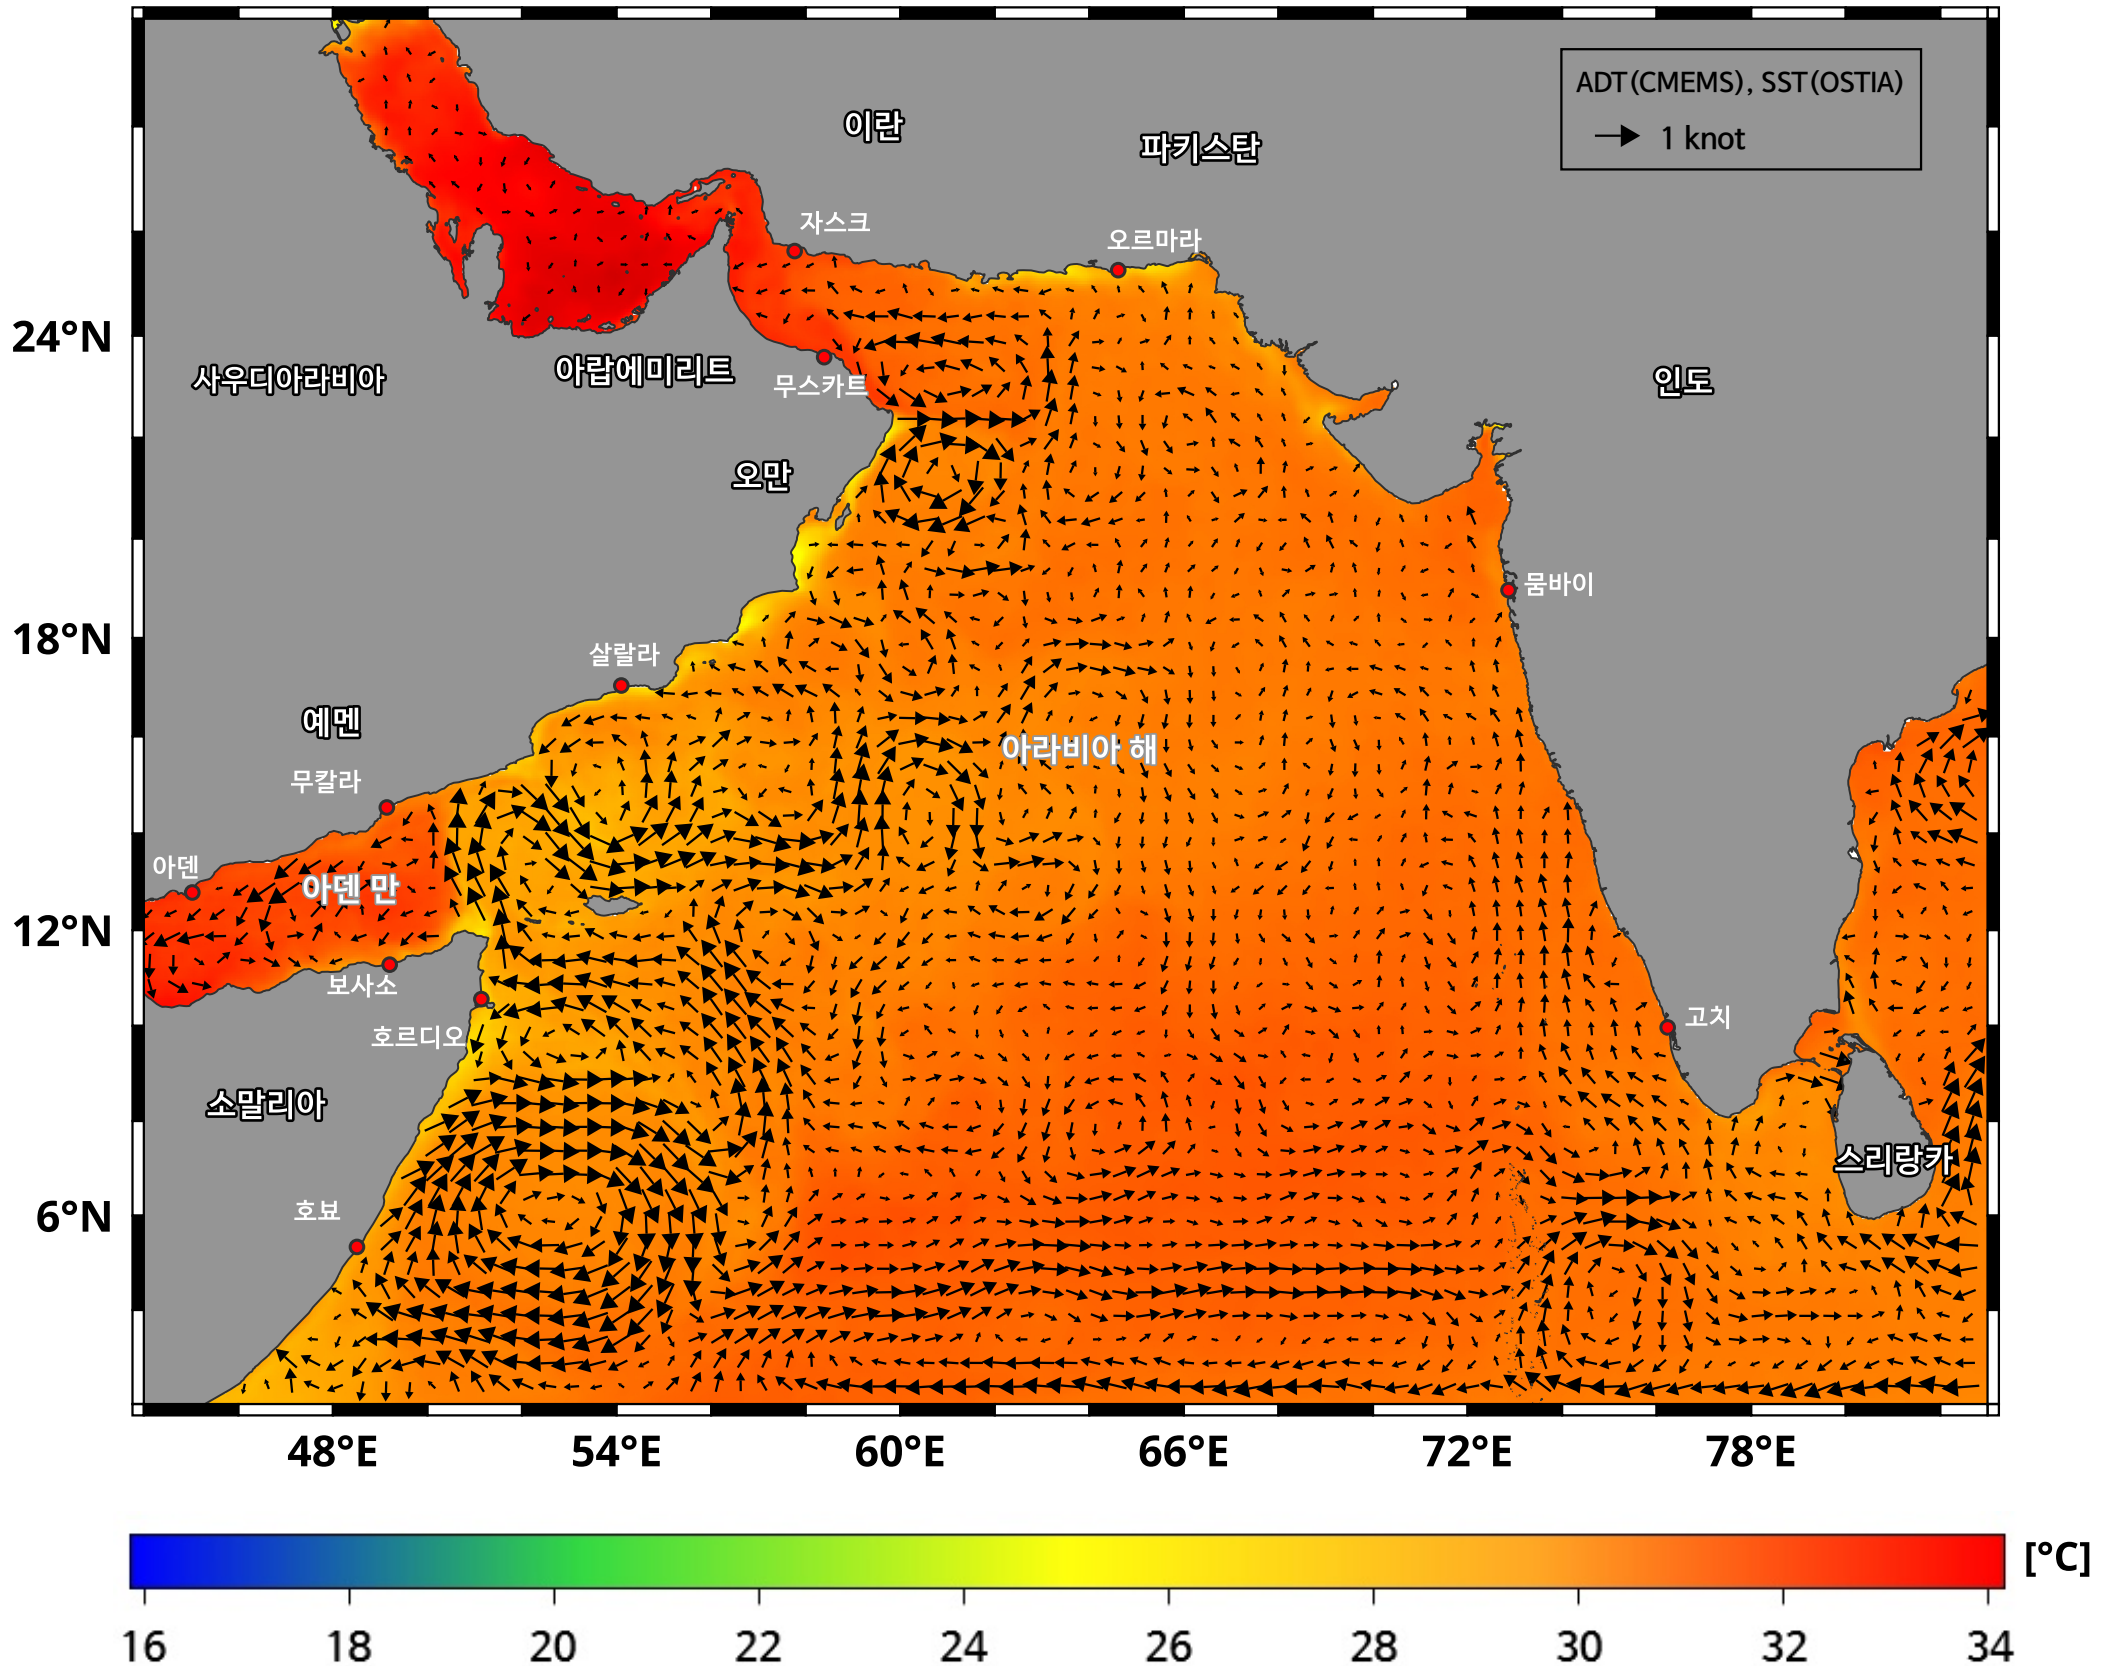 ADT(CMEMS), SST(OSTIA)
1 knot
이란
파키스탄
자스크
오르마라
24°N
사우디아라비아
아랍에미리트
무스카트
인도
오만
뭄바이
18°N
살랄라
예멘
아라비아 해
무칼라
아덴
아덴 만
12°N
보사소
호르디오
고치
소말리아
스리랑카
6°N
호뵤
48°E 54°E 60°E 66°E 72°E 78°E
[°C]
16 18 20 22 24 26 28 30 32 34